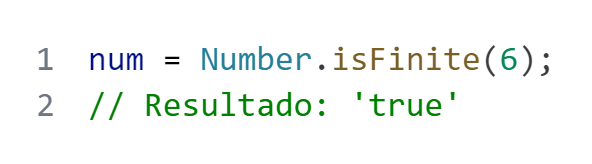 1 num = Number.isFinite(6);
2 // Resultado: 'true'